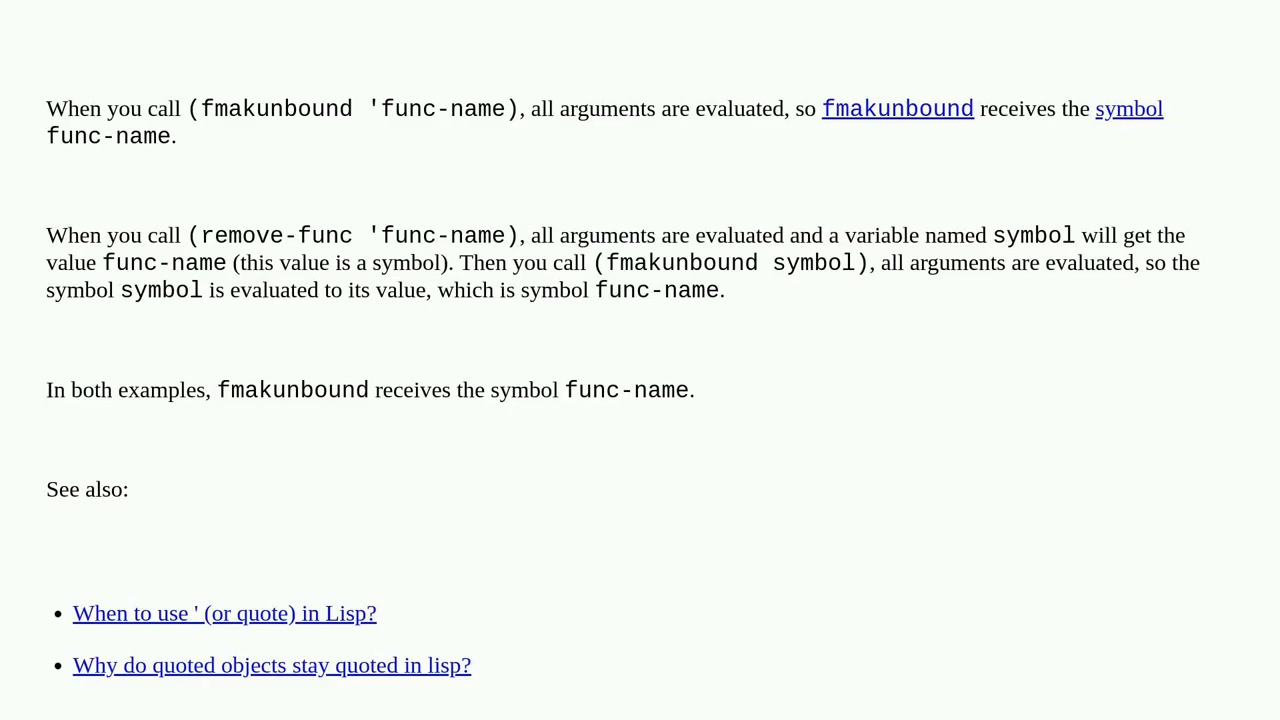 When you call (fmakunbound 'func-name), all arguments are evaluated, so fmakunbound receives the symbol
func-name.
When you call (remove-func 'func-name), all arguments are evaluated and a variable named symbol will get the
value func-name (this value is a symbol). Then you call (fmakunbound symbol), all arguments are evaluated, so the
symbol symbol is evaluated to its value, which is symbol func-name.
In both examples, fmakunbound receives the symbol func-name.
See also:
• When to use ' (or quote) in Lisp?
• Why do quoted objects stay quoted in lisp?